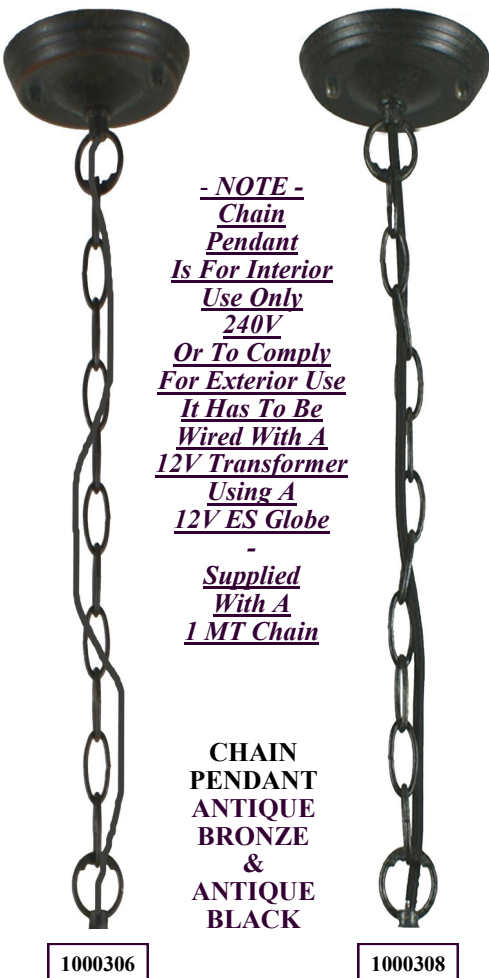 - NOTE -
Chain
Pendant
Is For Interior
Use Only
240V
Or To Comply
For Exterior Use
It Has To Be
Wired With A
12V Transformer
Using A
12V ES Globe
-
Supplied
With A
1 MT Chain
CHAIN
PENDANT
ANTIQUE
BRONZE
&
ANTIQUE
BLACK
1000306
1000308